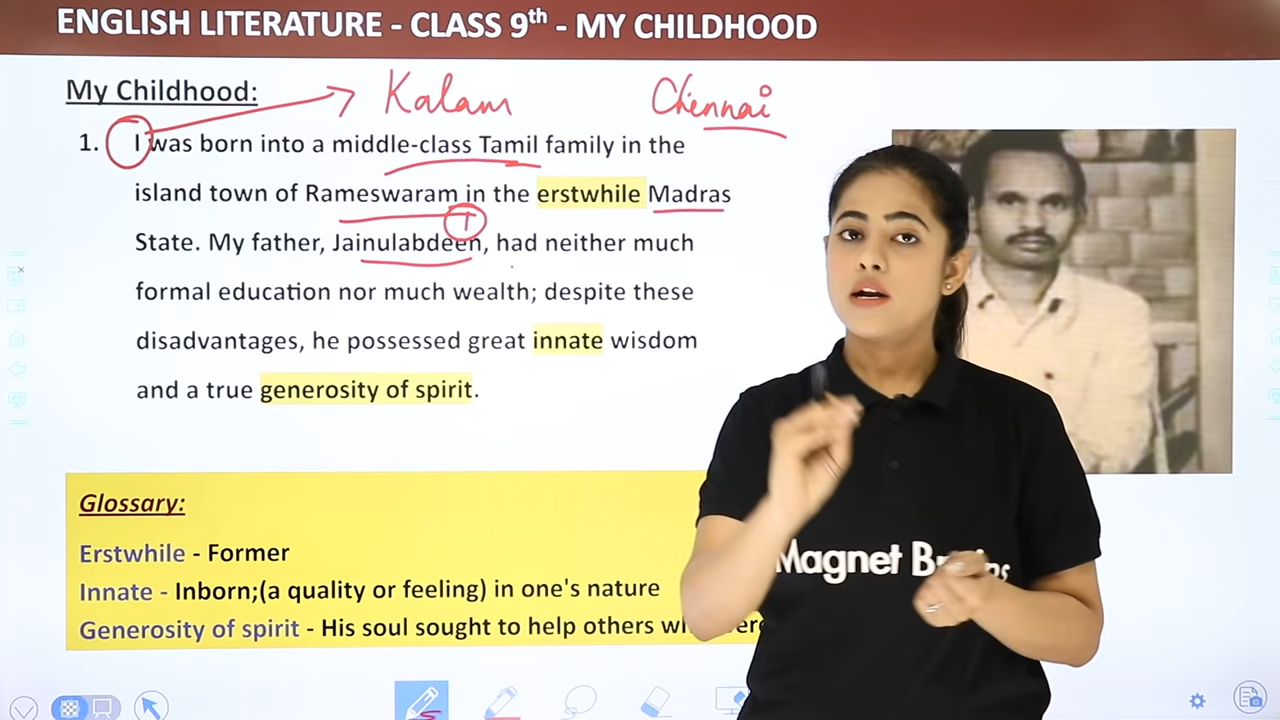 ENGLISH LITERATURE - CLASS 9th - MY CHILDHOOD
My Childhood:
Kalam
Chennai
1. I was born into a middle-class Tamil family in the
island town of Rameswaram in the erstwhile Madras
1
State. My father, Jainulabdeen, had neither much
formal education nor much wealth; despite these
disadvantages, he possessed great innate wisdom
and a true generosity of spirit.
Glossary:
Erstwhile - Former
Innate - Inborn;(a quality or feeling) in one's nature
Generosity of spirit - His soul sought to help others
Magnet